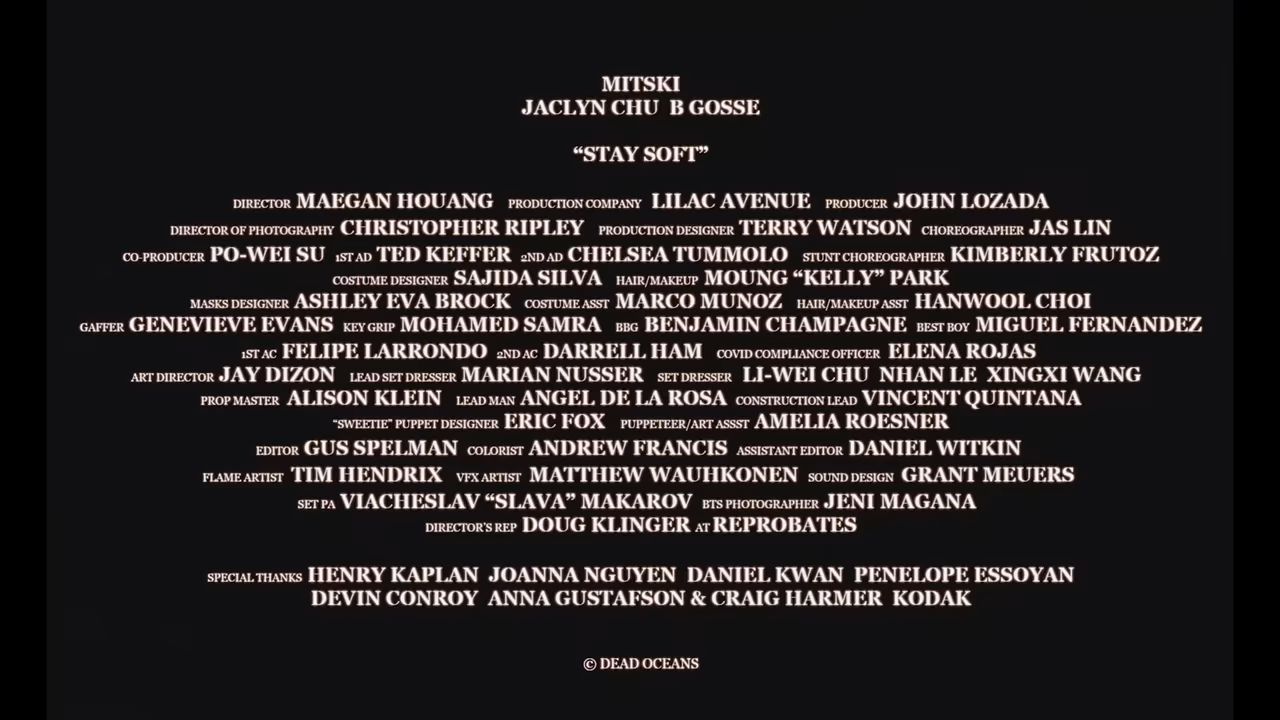 MITSKI
JACLYN CHU B GOSSE
“STAY SOFT”
DIRECTOR MAEGAN HOUANG PRODUCTION COMPANY LILAC AVENUE PRODUCER JOHN LOZADA
DIRECTOR OF PHOTOGRAPHY CHRISTOPHER RIPLEY PRODUCTION DESIGNER TERRY WATSON CHOREOGRAPHER JAS LIN
CO-PRODUCER PO-WEI SU 1ST AD TED KEFFER 2ND AD CHELSEA TUMMOLO STUNT CHOREOGRAPHER KIMBERLY FRUTOZ
COSTUME DESIGNER SAJIDA SILVA HAIR/MAKEUP MOUNG “KELLY” PARK
MASKS DESIGNER ASHLEY EVA BROCK COSTUME ASST MARCO MUNOZ HAIR/MAKEUP ASST HANWOOL CHOI
GAFFER GENEVIEVE EVANS KEY GRIP MOHAMED SAMRA BBG BENJAMIN CHAMPAGNE BEST BOY MIGUEL FERNANDEZ
1ST AC FELIPE LARRONDO 2ND AC DARRELL HAM COVID COMPLIANCE OFFICER ELENA ROJAS
ART DIRECTOR JAY DIZON LEAD SET DRESSER MARIAN NUSSER SET DRESSER LI-WEI CHU NHAN LE XINGXI WANG
PROP MASTER ALISON KLEIN LEAD MAN ANGEL DE LA ROSA CONSTRUCTION LEAD VINCENT QUINTANA
“SWEETIE” PUPPET DESIGNER ERIC FOX PUPPETEER/ART ASSST AMELIA ROESNER
EDITOR GUS SPELMAN COLORIST ANDREW FRANCIS ASSISTANT EDITOR DANIEL WITKIN
FLAME ARTIST TIM HENDRIX VFX ARTIST MATTHEW WAUHKONEN SOUND DESIGN GRANT MEUERS
SET PA VIACHESLAV “SLAVA” MAKAROV BTS PHOTOGRAPHER JENI MAGANA
DIRECTOR'S REP DOUG KLINGER AT REPROBATES
SPECIAL THANKS HENRY KAPLAN JOANNA NGUYEN DANIEL KWAN PENELOPE ESSOYAN
DEVIN CONROY ANNA GUSTAFSON & CRAIG HARMER KODAK
© DEAD OCEANS